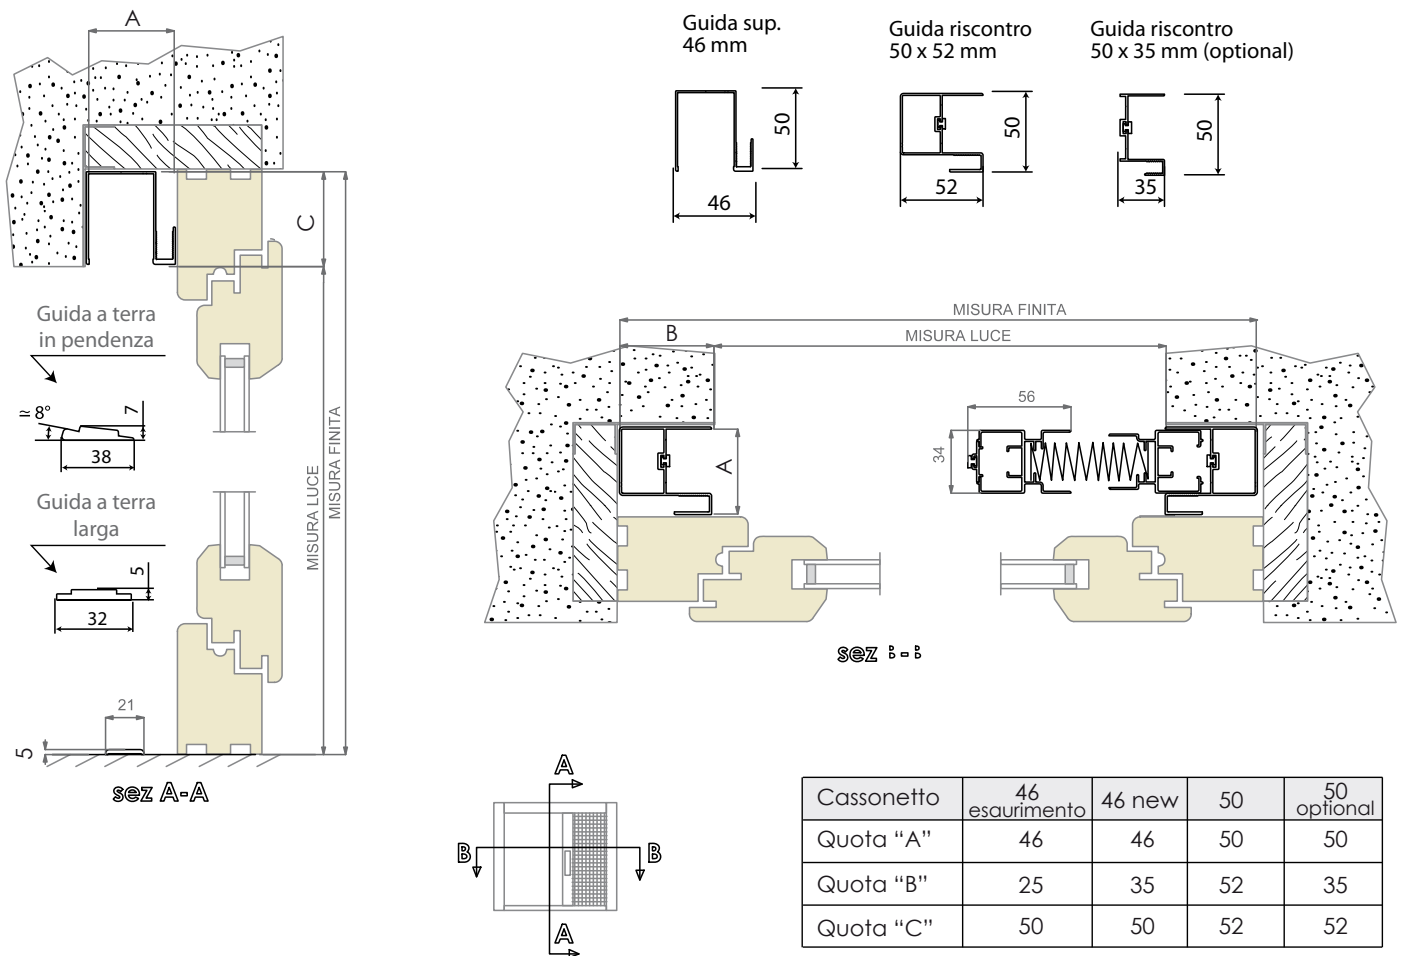 A
Guida sup.
46 mm
50
46
Guida riscontro
50 x 52 mm
50
52
Guida riscontro
50 x 35 mm (optional)
50
35
C
MISURA LUCE
MISURA FINITA
Guida a terra
in pendenza
≃ 8°
7
38
Guida a terra
larga
5
32
21
5
sez A-A
MISURA FINITA
B
MISURA LUCE
A
56
34
sez B-B
A
B
B
A
Cassonetto 46 esaurimento 46 new 50 50 optional
Quota “A” 46 46 50 50
Quota “B” 25 35 52 35
Quota “C” 50 50 52 52